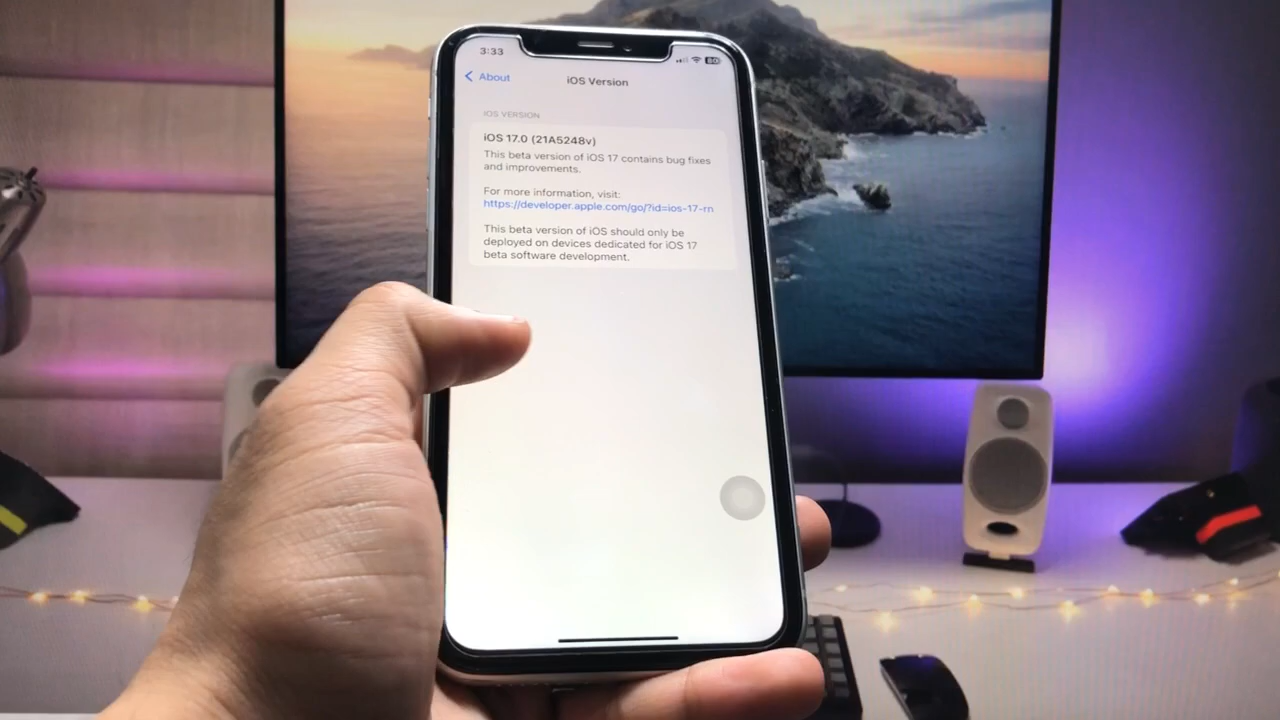 3:33
80
About
iOS Version
IOS VERSION
iOS 17.0 (21A5248v)
This beta version of iOS 17 contains bug fixes
and improvements.
For more information, visit:
https://developer.apple.com/go/?id=ios-17-rn
This beta version of iOS should only be
deployed on devices dedicated for iOS 17
beta software development.